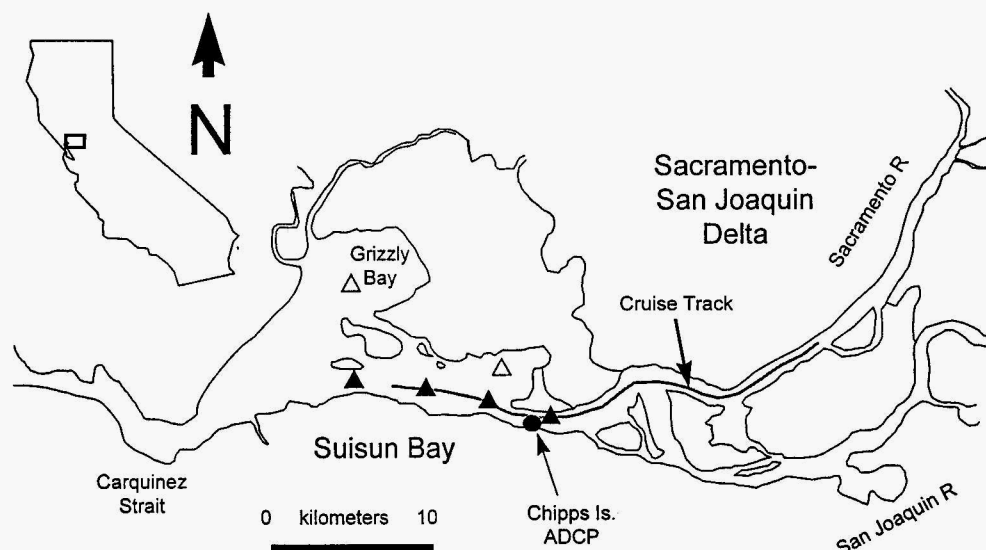 N
Sacramento-
San Joaquin
Delta
Sacramento R
Grizzly
Bay
Cruise Track
Suisun Bay
Carquinez
Strait
0 kilometers 10
Chipps Is.
ADCP
San Joaquin R